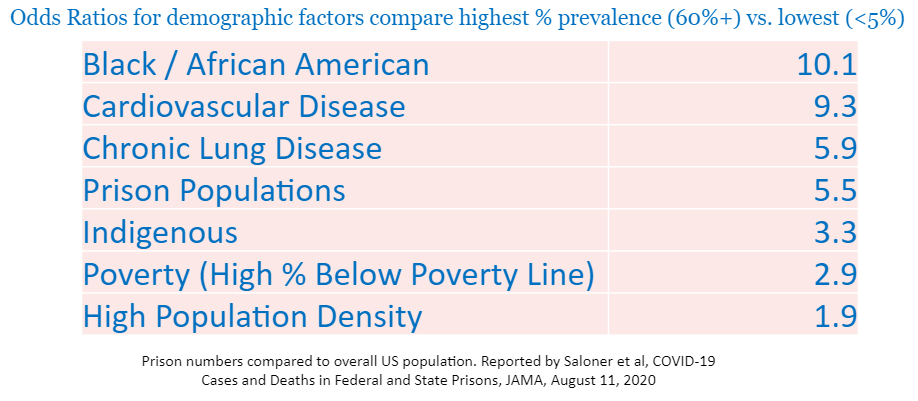 Odds Ratios for demographic factors compare highest % prevalence (60%+) vs. lowest (<5%)
Black / African American 10.1
Cardiovascular Disease 9.3
Chronic Lung Disease 5.9
Prison Populations 5.5
Indigenous 3.3
Poverty (High % Below Poverty Line) 2.9
High Population Density 1.9
Prison numbers compared to overall US population. Reported by Saloner et al, COVID-19
Cases and Deaths in Federal and State Prisons, JAMA, August 11, 2020